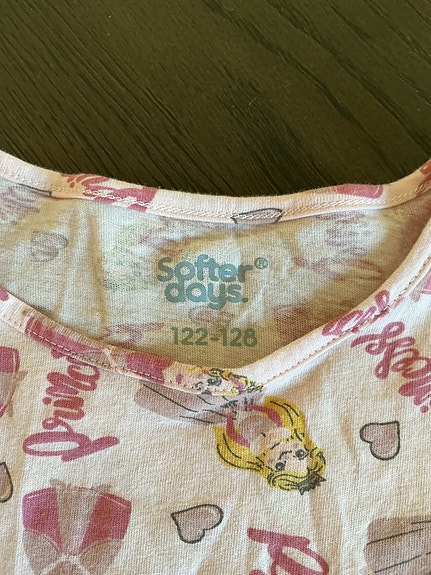 Softer®
days.
122-128
Princ